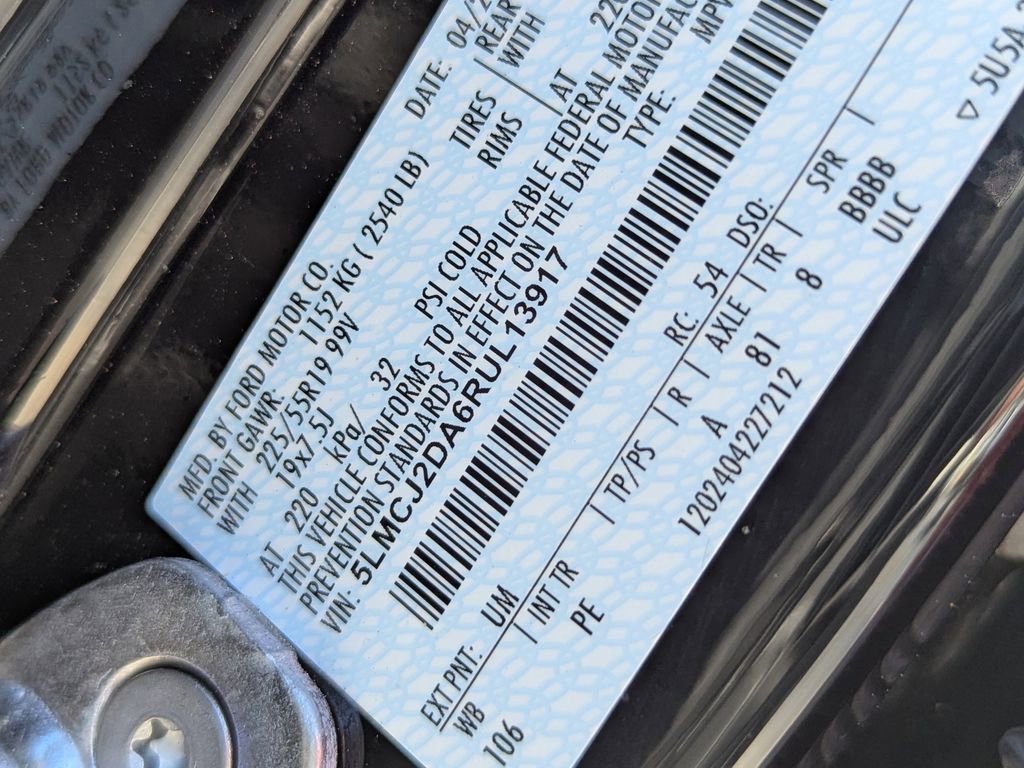 MFD. BY FORD MOTOR CO.
DATE: 04/2
FRONT GAWR: 1152 KG ( 2540 LB) REAR
WITH 225/55R19 99V TIRES WITH
19x7.5J RIMS
AT 220 kPa/ 32 PSI COLD AT 220
THIS VEHICLE CONFORMS TO ALL APPLICABLE FEDERAL MOTOR
PREVENTION STANDARDS IN EFFECT ON THE DATE OF MANUFAC
VIN: 5LMCJ2DA6RUL13917 TYPE: MPV
EXT PNT: UM RC: 54 DSO:
WB | INT TR | TP/PS | R | AXLE | TR | SPR |
106 PE A 81 8 BBBB
12024042272​12 ULC
▽ 5U5A